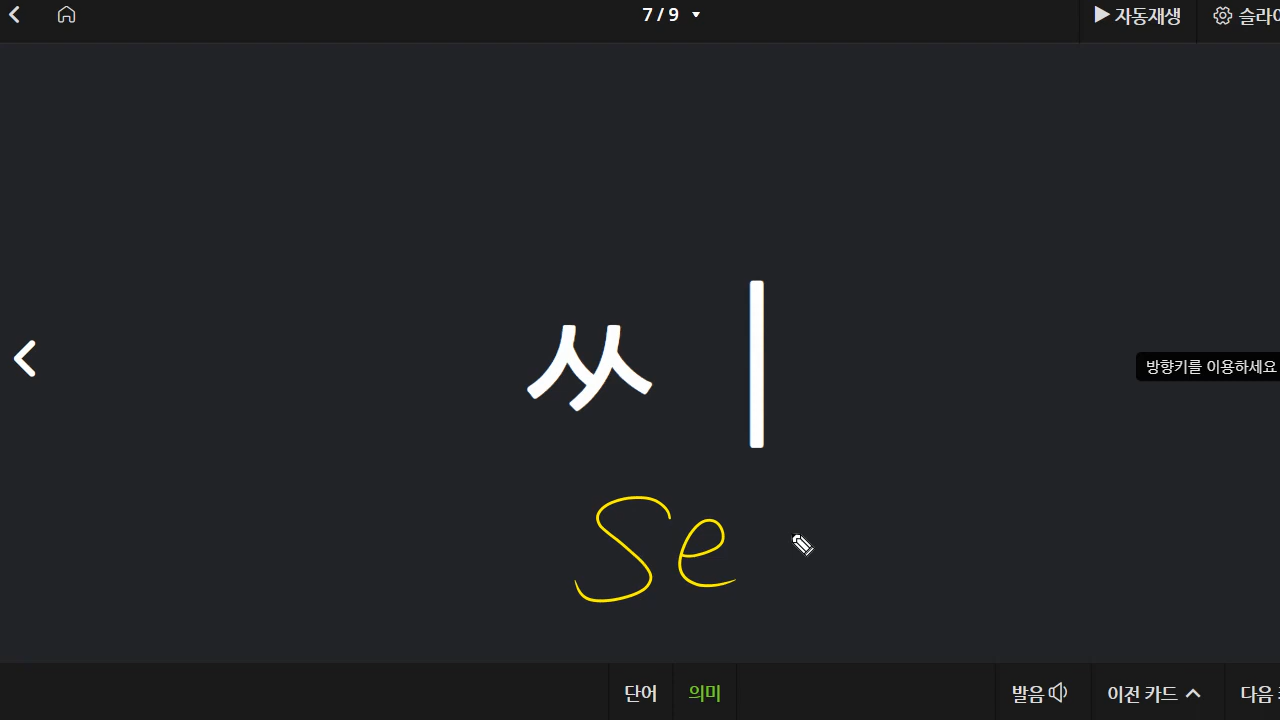 7 / 9
자동재생
슬라이
ㅆ ㅣ
방향키를 이용하세요
se
단어
의미
발음
이전 카드
다음